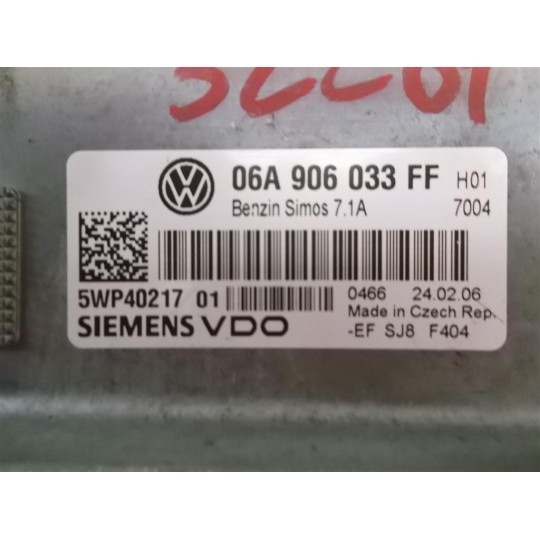 06A 906 033 FF H01
Benzin Simos 7.1A 7004
5WP40217 01 0466 24.02.06
Made in Czech Rep.
SIEMENS VDO -EF SJ8 F404